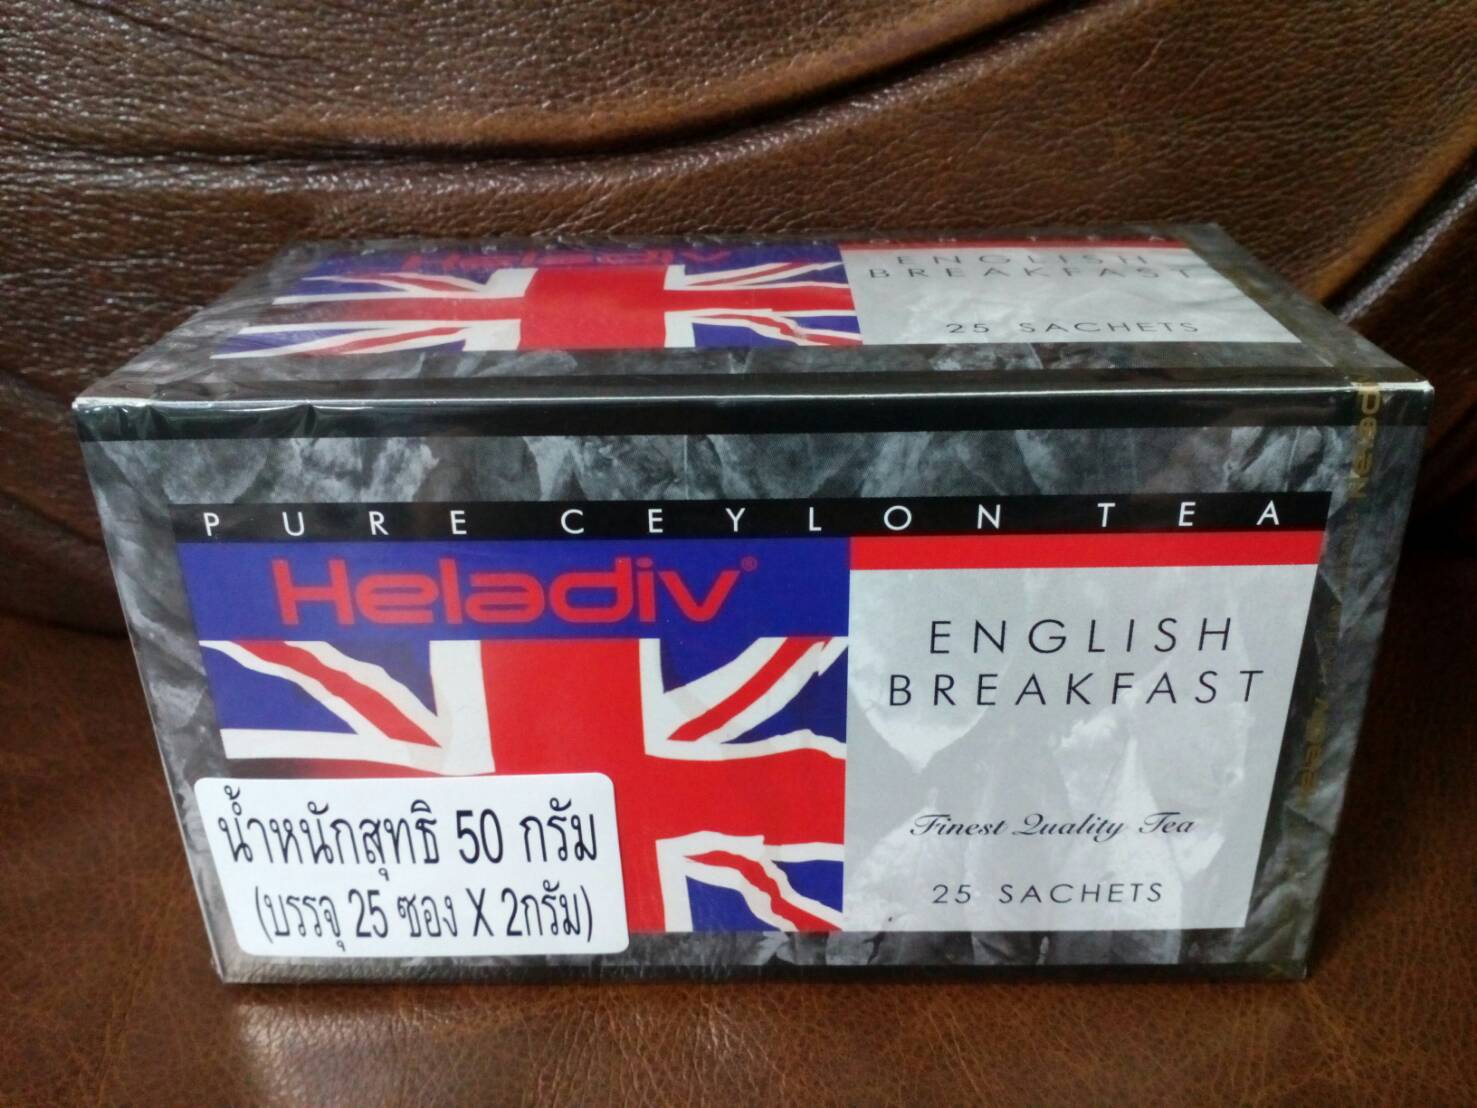 Heladiv
ENGLISH
BREAKFAST
25 SACHETS
PURE CEYLON TEA
Heladiv®
ENGLISH
BREAKFAST
Finest Quality Tea
25 SACHETS
น้ำหนักสุทธิ 50 กรัม
(บรรจุ 25 ซอง X 2กรัม)